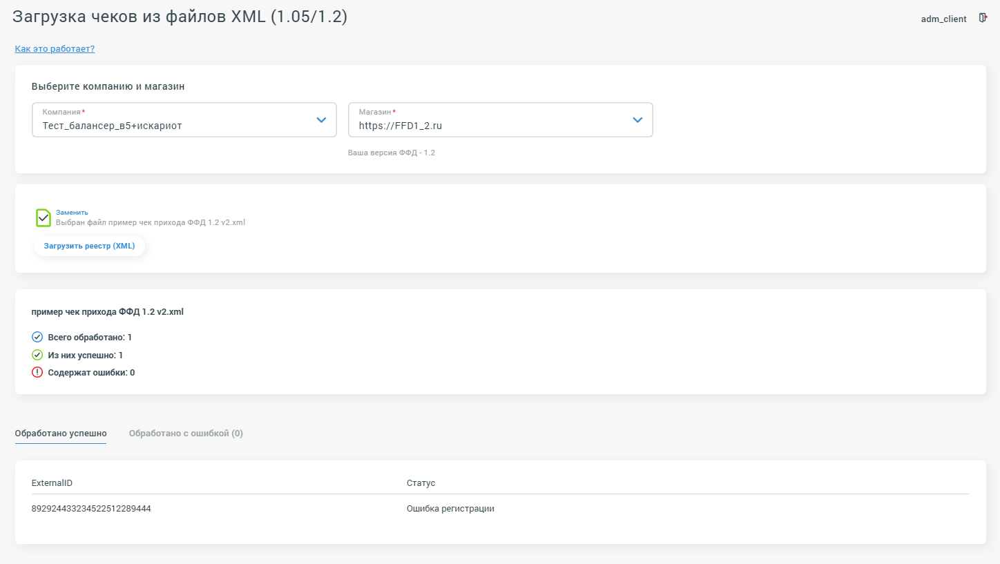 Загрузка чеков из файлов XML (1.05/1.2)
adm_client
Как это работает?
Выберите компанию и магазин
Компания*
Тест_балансер_в5+искариот
Магазин*
https://FFD1_2.ru
Ваша версия ФФД - 1.2
Заменить
Выбран файл пример чек прихода ФФД 1.2 v2.xml
Загрузить реестр (XML)
пример чек прихода ФФД 1.2 v2.xml
Всего обработано: 1
Из них успешно: 1
Содержат ошибки: 0
Обработано успешно
Обработано с ошибкой (0)
ExternalID
Статус
892924433234522512289444
Ошибка регистрации